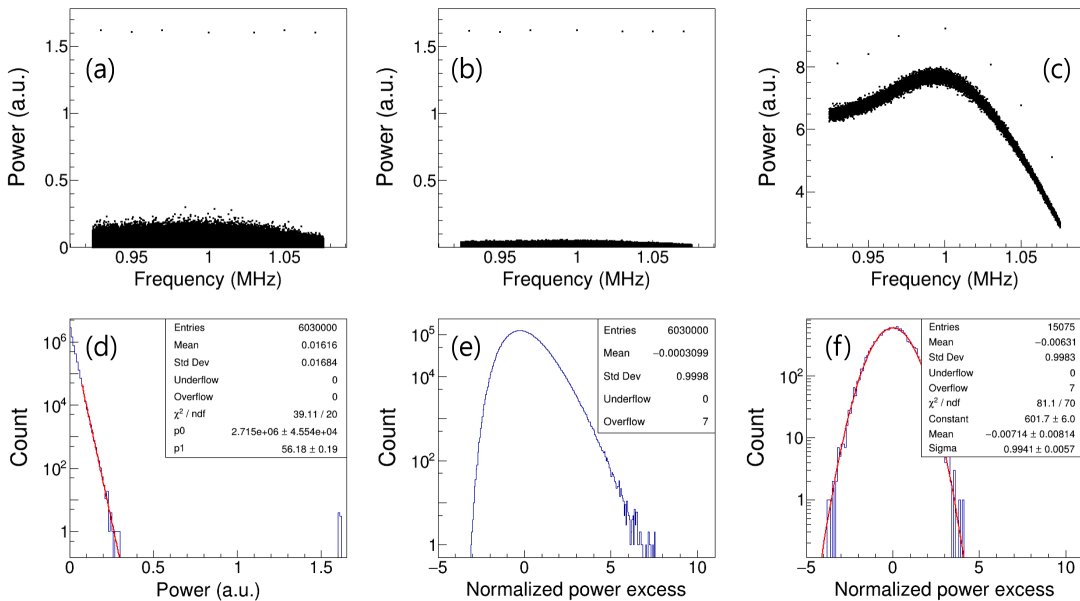 (a)
Power (a.u.)
1.5
1
0.5
0
0.95
1
1.05
Frequency (MHz)
(b)
Power (a.u.)
1.5
1
0.5
0
0.95
1
1.05
Frequency (MHz)
(c)
Power (a.u.)
8
6
4
0.95
1
1.05
Frequency (MHz)
(d)
Count
10^6
10^4
10^2
1
0
0.5
1
1.5
Power (a.u.)
Entries 6030000
Mean 0.01616
Std Dev 0.01684
Underflow 0
Overflow 0
χ² / ndf 39.11 / 20
p0 2.715e+06 ± 4.554e+04
p1 56.18 ± 0.19
(e)
Count
10^5
10^4
10^3
10^2
10
1
−5
0
5
10
Normalized power excess
Entries 6030000
Mean −0.0003099
Std Dev 0.9998
Underflow 0
Overflow 7
(f)
Count
10^2
10
1
−5
0
5
10
Normalized power excess
Entries 15075
Mean −0.00631
Std Dev 0.9983
Underflow 0
Overflow 7
χ² / ndf 81.1 / 70
Constant 601.7 ± 6.0
Mean −0.00714 ± 0.00814
Sigma 0.9941 ± 0.0057